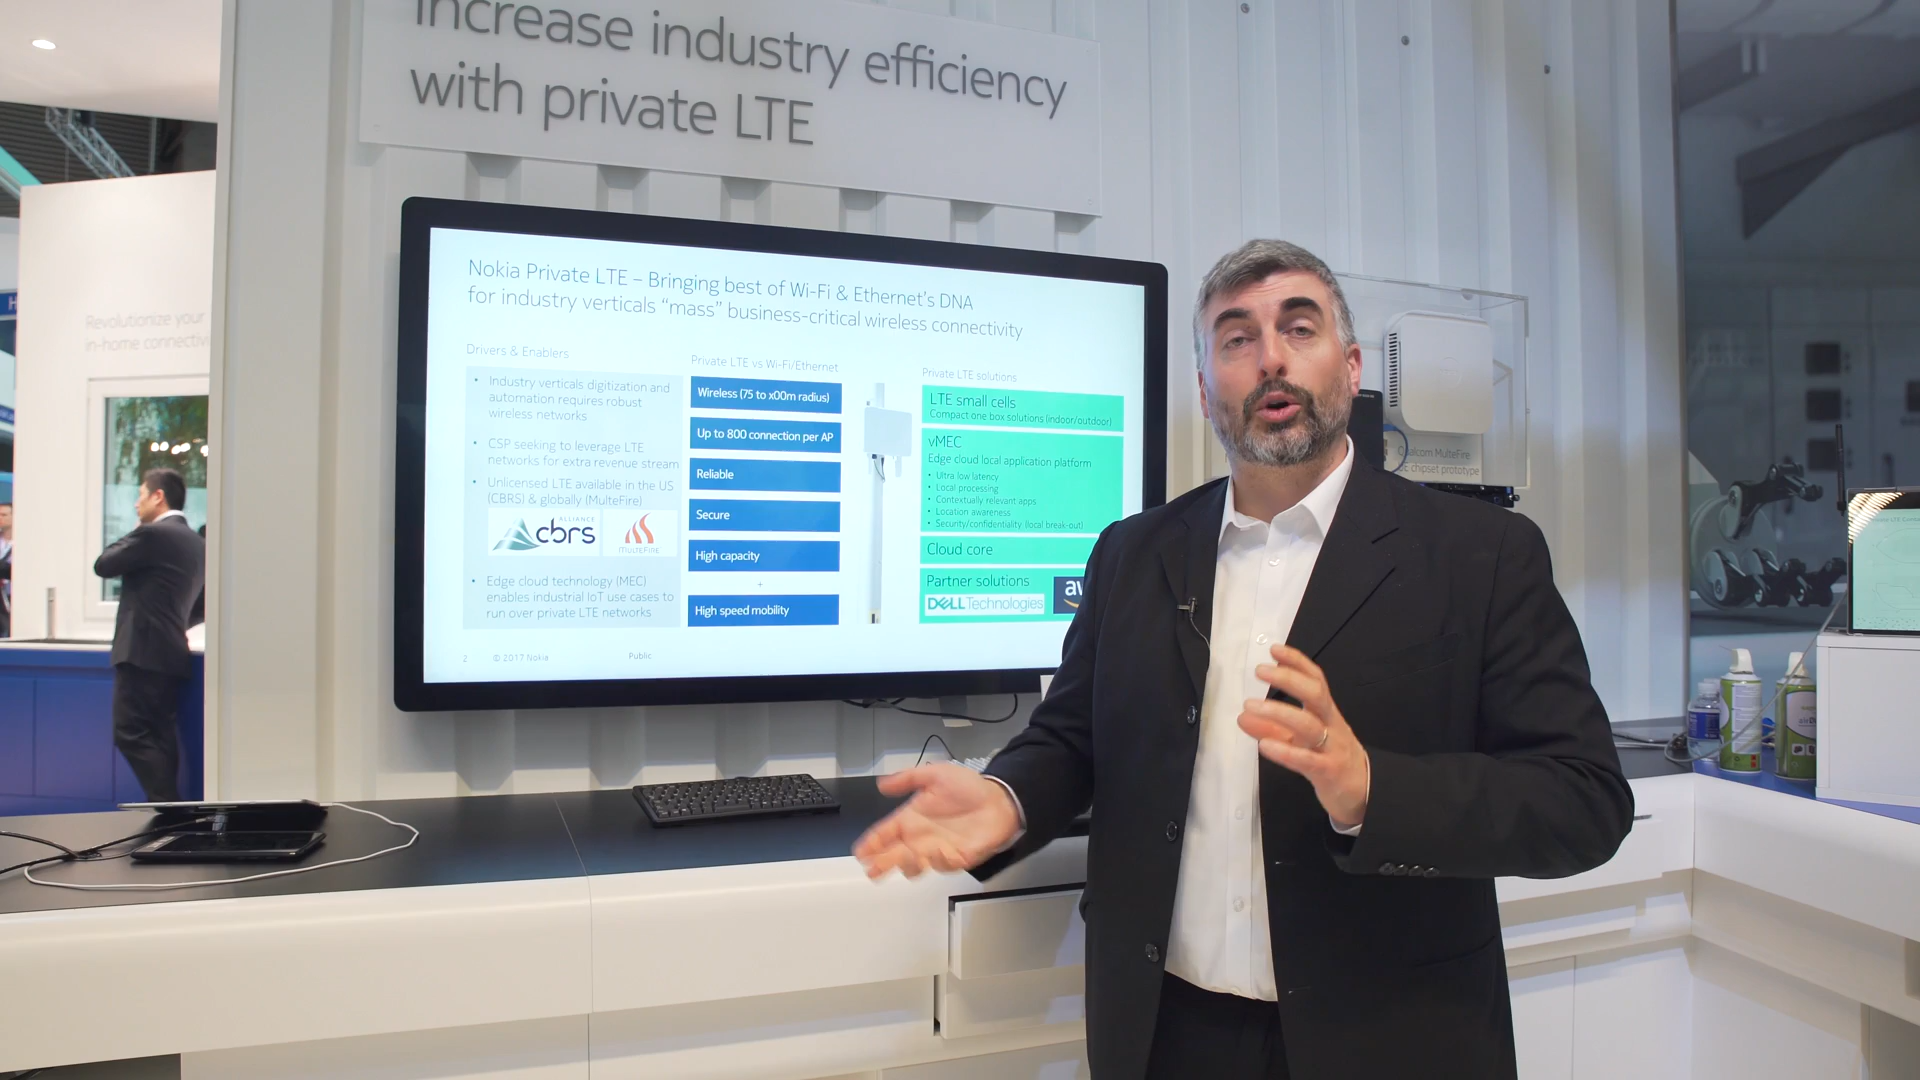 increase industry efficiency
with private LTE
Revolutionize your
in-home
Nokia Private LTE – Bringing best of Wi-Fi & Ethernet's DNA
for industry verticals "mass" business-critical wireless connectivity
Drivers & Enablers
• Industry verticals digitization and
automation requires robust
wireless networks
• CSP seeking to leverage LTE
networks for extra revenue stream
• Unlicensed LTE available in the US
(CBRS) & globally (MulteFire)
ALLIANCE
cbrs
MULTEFIRE
• Edge cloud technology (MEC)
enables industrial IoT use cases to
run over private LTE networks
Private LTE vs Wi-Fi/Ethernet
Wireless (75 to x00m radius)
Up to 800 connection per AP
Reliable
Secure
High capacity
+
High speed mobility
Private LTE solutions
LTE small cells
Compact one box solutions (indoor/outdoor)
vMEC
Edge cloud local application platform
• Ultra low latency
• Local processing
• Contextually relevant apps
• Location awareness
• Security/confidentiality (local break-out)
Cloud core
Partner solutions
DELL Technologies
2 © 2017 Nokia
Public
Qualcom MulteFire
chipset prototype